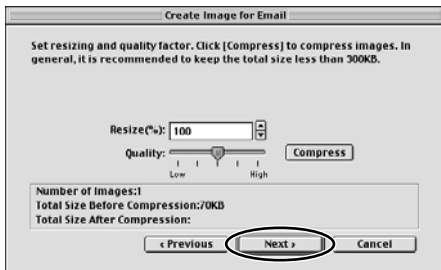 Create Image for Email
Set resizing and quality factor. Click [Compress] to compress images. In
general, it is recommended to keep the total size less than 300KB.
Resize(%): 100
Quality: Compress
Low High
Number of Images:1
Total Size Before Compression:70KB
Total Size After Compression:
‹ Previous Next › Cancel